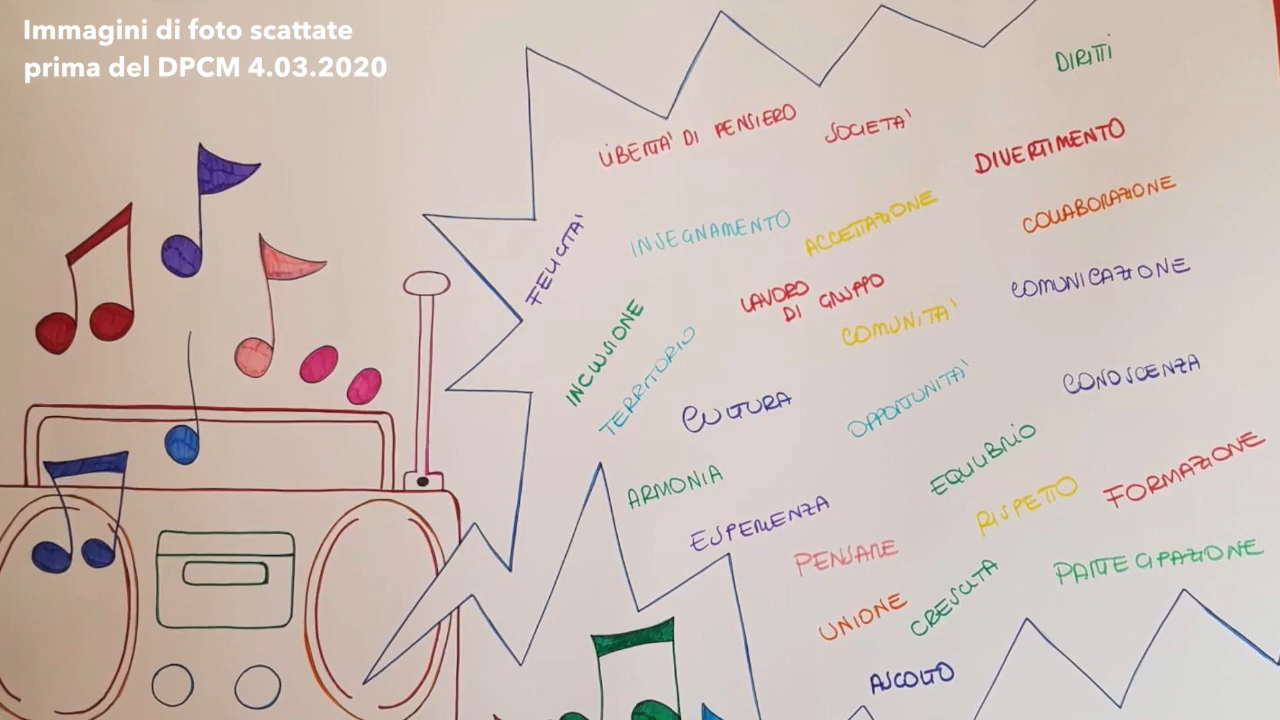 Immagini di foto scattate
prima del DPCM 4.03.2020
DIRITTI
LIBERTA' DI PENSIERO
SOCIETA'
DIVERTIMENTO
FELICITA'
INSEGNAMENTO
ACCETTAZIONE
COLLABORAZIONE
INCLUSIONE
TERRITORIO
LAVORO
DI GRUPPO
COMUNITA'
COMUNICAZIONE
CULTURA
OPPORTUNITA'
CONOSCENZA
ARMONIA
ESPERIENZA
EQUILIBRIO
RISPETTO
FORMAZIONE
PENSARE
PARTECIPAZIONE
UNIONE
CRESCITA
ASCOLTO